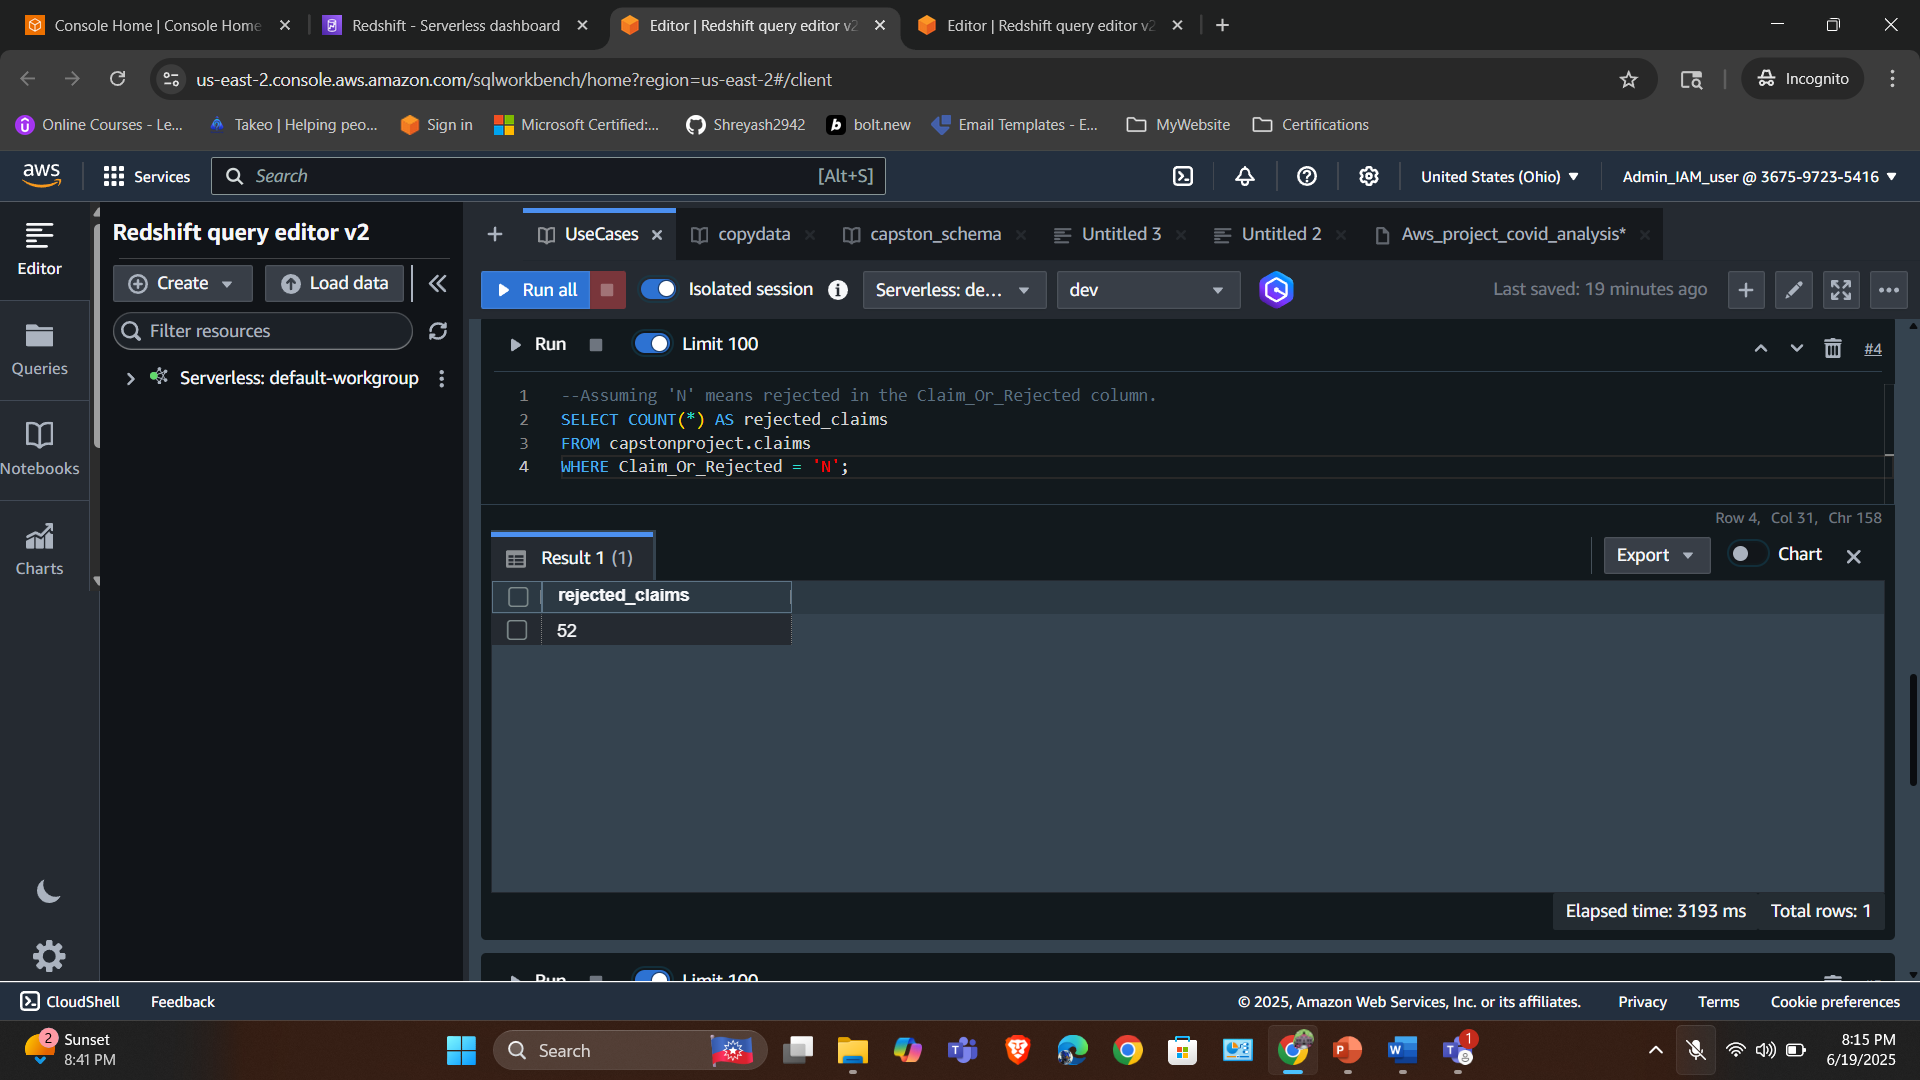 Console Home | Console Home
Redshift - Serverless dashboard
Editor | Redshift query editor v2
Editor | Redshift query editor v2
us-east-2.console.aws.amazon.com/sqlworkbench/home?region=us-east-2#/client
Incognito
Online Courses - Le...
Takeo | Helping peo...
Sign in
Microsoft Certified:...
Shreyash2942
bolt.new
Email Templates - E...
MyWebsite
Certifications
aws
Services
Search
[Alt+S]
United States (Ohio)
Admin_IAM_user @ 3675-9723-5416
Editor
Queries
Notebooks
Charts
Redshift query editor v2
Create
Load data
Filter resources
Serverless: default-workgroup
UseCases
copydata
capston_schema
Untitled 3
Untitled 2
Aws_project_covid_analysis*
Run all
Isolated session
Serverless: de...
dev
Last saved: 19 minutes ago
Run
Limit 100
#4
1 --Assuming 'N' means rejected in the Claim_Or_Rejected column.
2 SELECT COUNT(*) AS rejected_claims
3 FROM capstonproject.claims
4 WHERE Claim_Or_Rejected = 'N';
Row 4, Col 31, Chr 158
Result 1 (1)
Export
Chart
rejected_claims
52
Elapsed time: 3193 ms
Total rows: 1
Run
Limit 100
CloudShell
Feedback
© 2025, Amazon Web Services, Inc. or its affiliates.
Privacy
Terms
Cookie preferences
2
Sunset
8:41 PM
Search
1
8:15 PM
6/19/2025